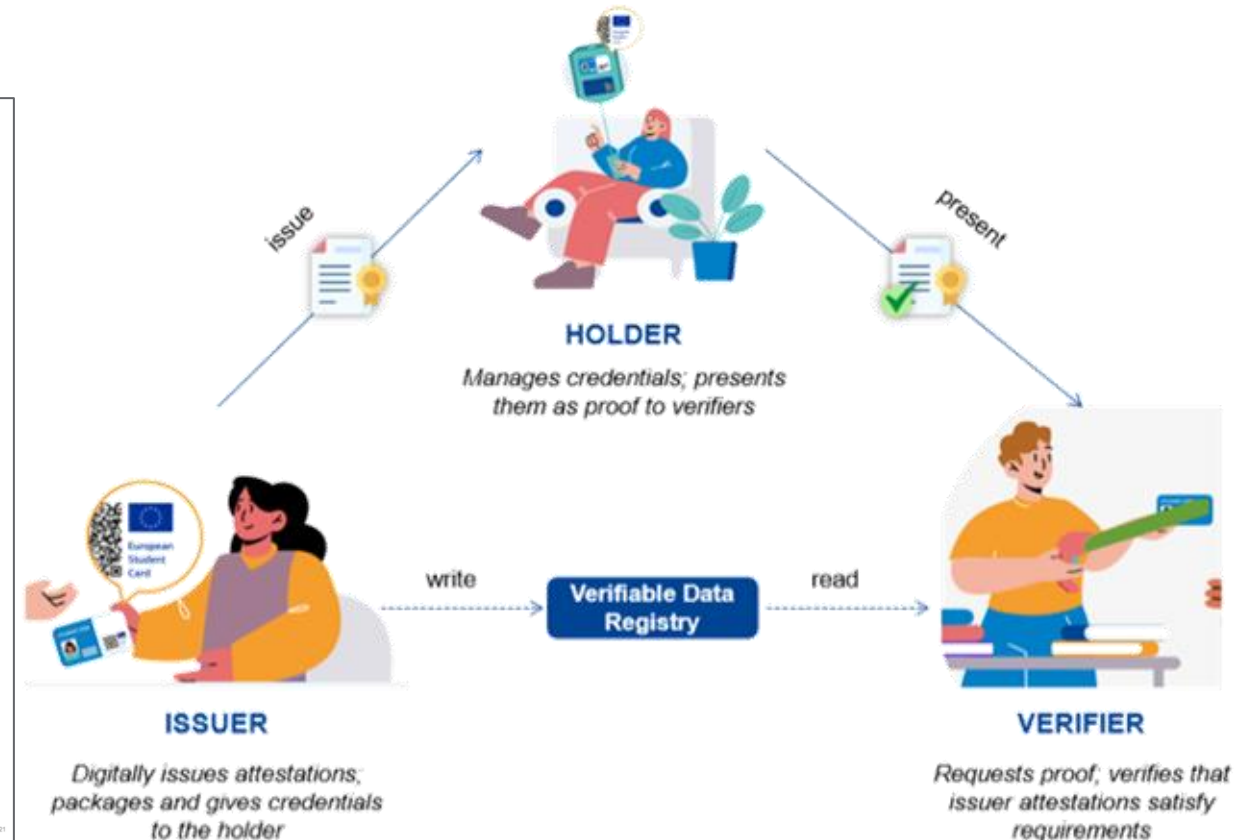 issue
present
HOLDER
Manages credentials; presents
them as proof to verifiers
European
Student
Card
write
Verifiable Data
Registry
read
ISSUER
Digitally issues attestations;
packages and gives credentials
to the holder
VERIFIER
Requests proof; verifies that
issuer attestations satisfy
requirements